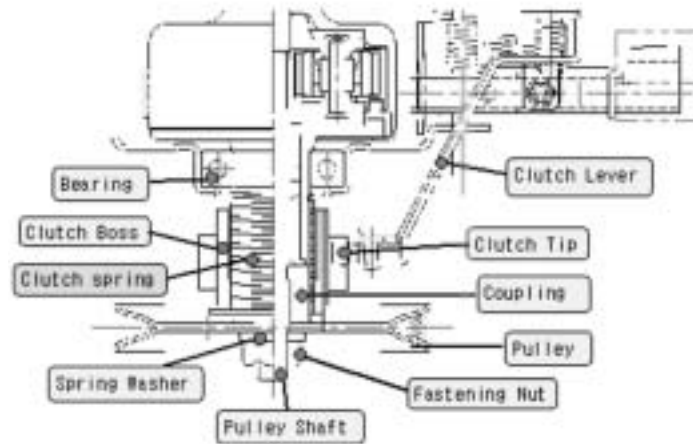 Bearing
Clutch Lever
Clutch Boss
Clutch Tip
Clutch spring
Coupling
Pulley
Spring Washer
Fastening Nut
Pulley Shaft